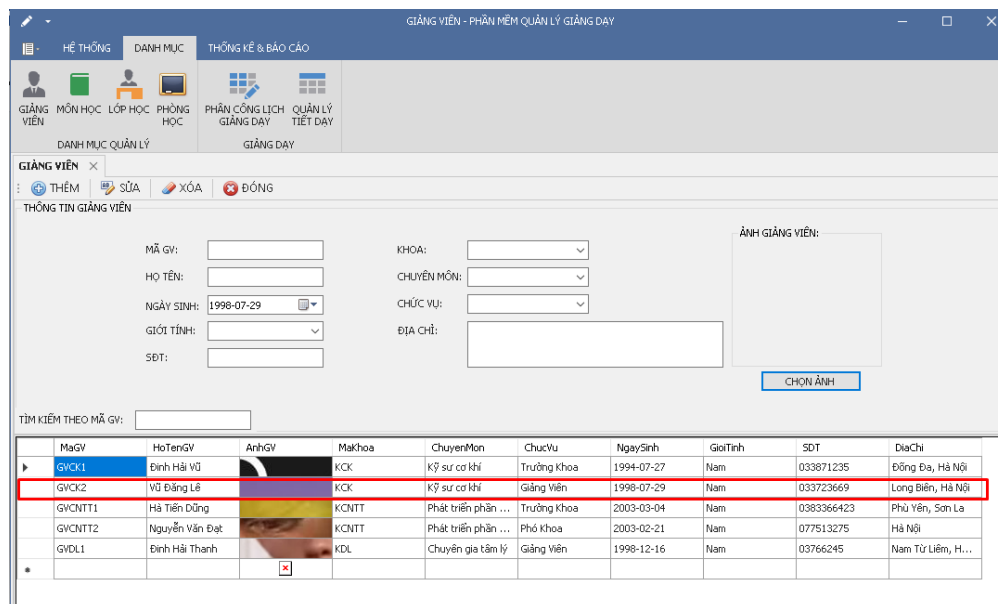 GIẢNG VIÊN - PHẦN MỀM QUẢN LÝ GIẢNG DẠY
HỆ THỐNG DANH MỤC THỐNG KÊ & BÁO CÁO
GIẢNG VIÊN MÔN HỌC LỚP HỌC PHÒNG HỌC PHÂN CÔNG LỊCH GIẢNG DẠY QUẢN LÝ TIẾT DẠY
DANH MỤC QUẢN LÝ GIẢNG DẠY
GIẢNG VIÊN
THÊM SỬA XÓA ĐÓNG
THÔNG TIN GIẢNG VIÊN
MÃ GV: KHOA: ẢNH GIẢNG VIÊN:
HỌ TÊN: CHUYÊN MÔN:
NGÀY SINH: 1998-07-29 CHỨC VỤ:
GIỚI TÍNH: ĐỊA CHỈ:
SĐT:
CHỌN ẢNH
TÌM KIẾM THEO MÃ GV:
MaGV HoTenGV AnhGV MaKhoa ChuyenMon ChucVu NgaySinh GioiTinh SDT DiaChi
GVCK1 Đinh Hải Vũ KCK Kỹ sư cơ khí Trưởng Khoa 1994-07-27 Nam 033871235 Đống Đa, Hà Nội
GVCK2 Vũ Đăng Lê KCK Kỹ sư cơ khí Giảng Viên 1998-07-29 Nam 033723669 Long Biên, Hà Nội
GVCNTT1 Hà Tiến Dũng KCNTT Phát triển phần ... Trưởng Khoa 2003-03-04 Nam 0383366423 Phù Yên, Sơn La
GVCNTT2 Nguyễn Văn Đạt KCNTT Phát triển phần ... Phó Khoa 2003-02-21 Nam 077513275 Hà Nội
GVDL1 Đinh Hải Thanh KDL Chuyên gia tâm lý Giảng Viên 1998-12-16 Nam 03766245 Nam Từ Liêm, H...